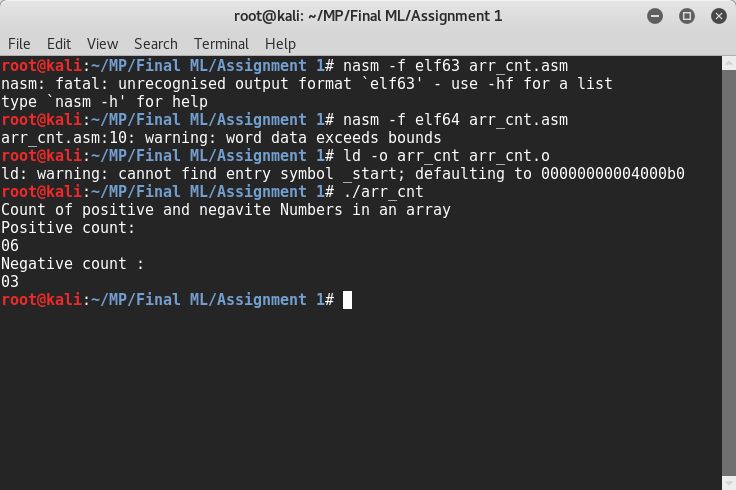 root@kali: ~/MP/Final ML/Assignment 1
File Edit View Search Terminal Help
root@kali:~/MP/Final ML/Assignment 1# nasm -f elf63 arr_cnt.asm
nasm: fatal: unrecognised output format `elf63' - use -hf for a list
type `nasm -h' for help
root@kali:~/MP/Final ML/Assignment 1# nasm -f elf64 arr_cnt.asm
arr_cnt.asm:10: warning: word data exceeds bounds
root@kali:~/MP/Final ML/Assignment 1# ld -o arr_cnt arr_cnt.o
ld: warning: cannot find entry symbol _start; defaulting to 00000000004000b0
root@kali:~/MP/Final ML/Assignment 1# ./arr_cnt
Count of positive and negavite Numbers in an array
Positive count:
06
Negative count :
03
root@kali:~/MP/Final ML/Assignment 1#